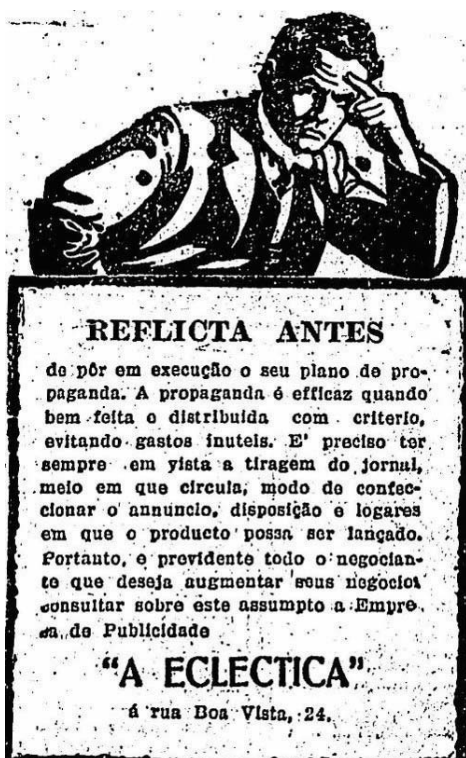 REFLICTA ANTES
de pôr em execução o seu plano de pro-
paganda. A propaganda é efficaz quando
bem feita e distribuida com criterio,
evitando gastos inuteis. E' preciso ter
sempre em vista a tiragem do jornal,
meio em que circula, modo de confec-
cionar o annuncio, disposição e logares
em que o producto possa ser lançado.
Portanto, e previdente todo o negocian-
te que deseja augmentar seus negocios
consultar sobre este assumpto a Empre
sa de Publicidade
"A ECLECTICA"
á rua Boa Vista, 24.